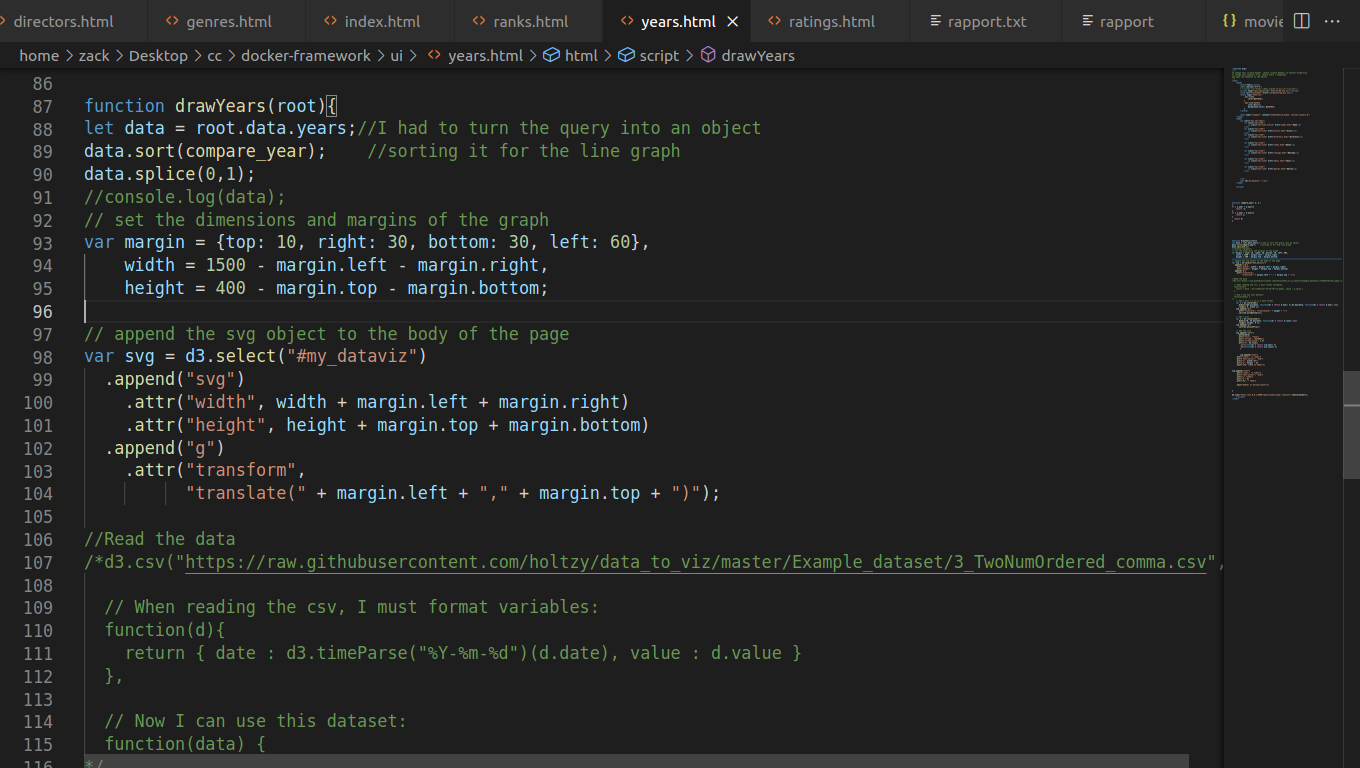 directors.html genres.html index.html ranks.html years.html ratings.html rapport.txt rapport movie
home > zack > Desktop > cc > docker-framework > ui > years.html > html > script > drawYears
86
87 function drawYears(root){
88 let data = root.data.years;//I had to turn the query into an object
89 data.sort(compare_year);    //sorting it for the line graph
90 data.splice(0,1);
91 //console.log(data);
92 // set the dimensions and margins of the graph
93 var margin = {top: 10, right: 30, bottom: 30, left: 60},
94     width = 1500 - margin.left - margin.right,
95     height = 400 - margin.top - margin.bottom;
96
97 // append the svg object to the body of the page
98 var svg = d3.select("#my_dataviz")
99   .append("svg")
100     .attr("width", width + margin.left + margin.right)
101     .attr("height", height + margin.top + margin.bottom)
102   .append("g")
103     .attr("transform",
104           "translate(" + margin.left + "," + margin.top + ")");
105
106 //Read the data
107 /*d3.csv("https://raw.githubusercontent.com/holtzy/data_to_viz/master/Example_dataset/3_TwoNumOrdered_comma.csv",
108
109   // When reading the csv, I must format variables:
110   function(d){
111     return { date : d3.timeParse("%Y-%m-%d")(d.date), value : d.value }
112   },
113
114   // Now I can use this dataset:
115   function(data) {
116 */